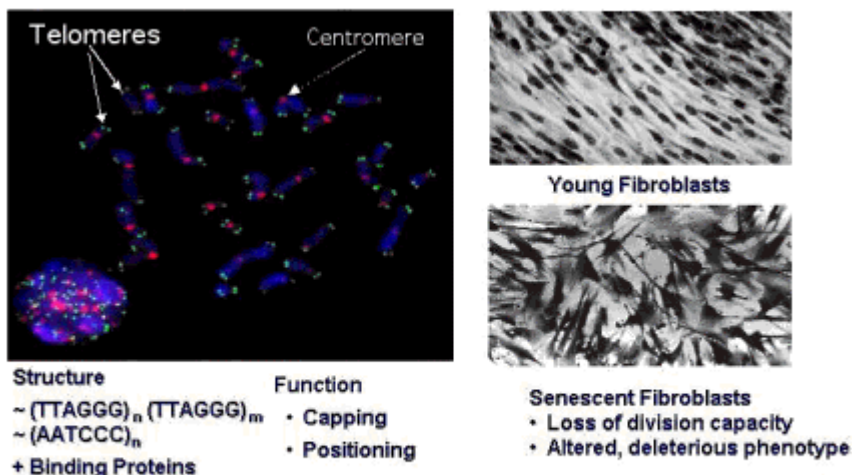 Telomeres
Centromere
Young Fibroblasts
Structure
~ (TTAGGG)n (TTAGGG)m
~ (AATCCC)n
+ Binding Proteins
Function
• Capping
• Positioning
Senescent Fibroblasts
• Loss of division capacity
• Altered, deleterious phenotype